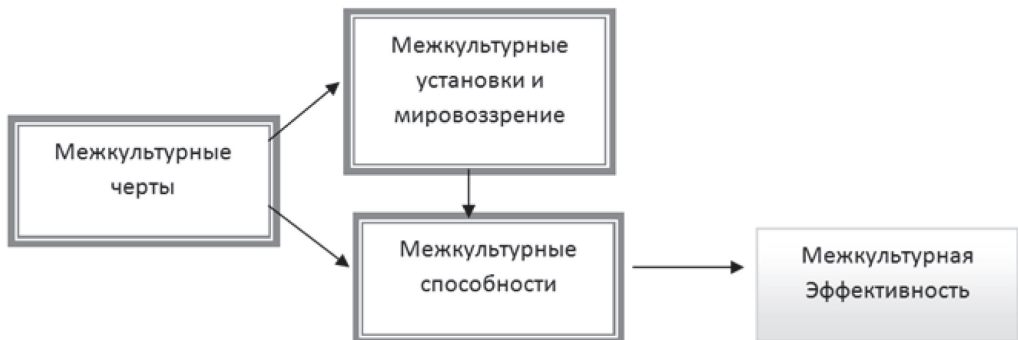 Межкультурные
черты
Межкультурные
установки и
мировоззрение
Межкультурные
способности
Межкультурная
Эффективность